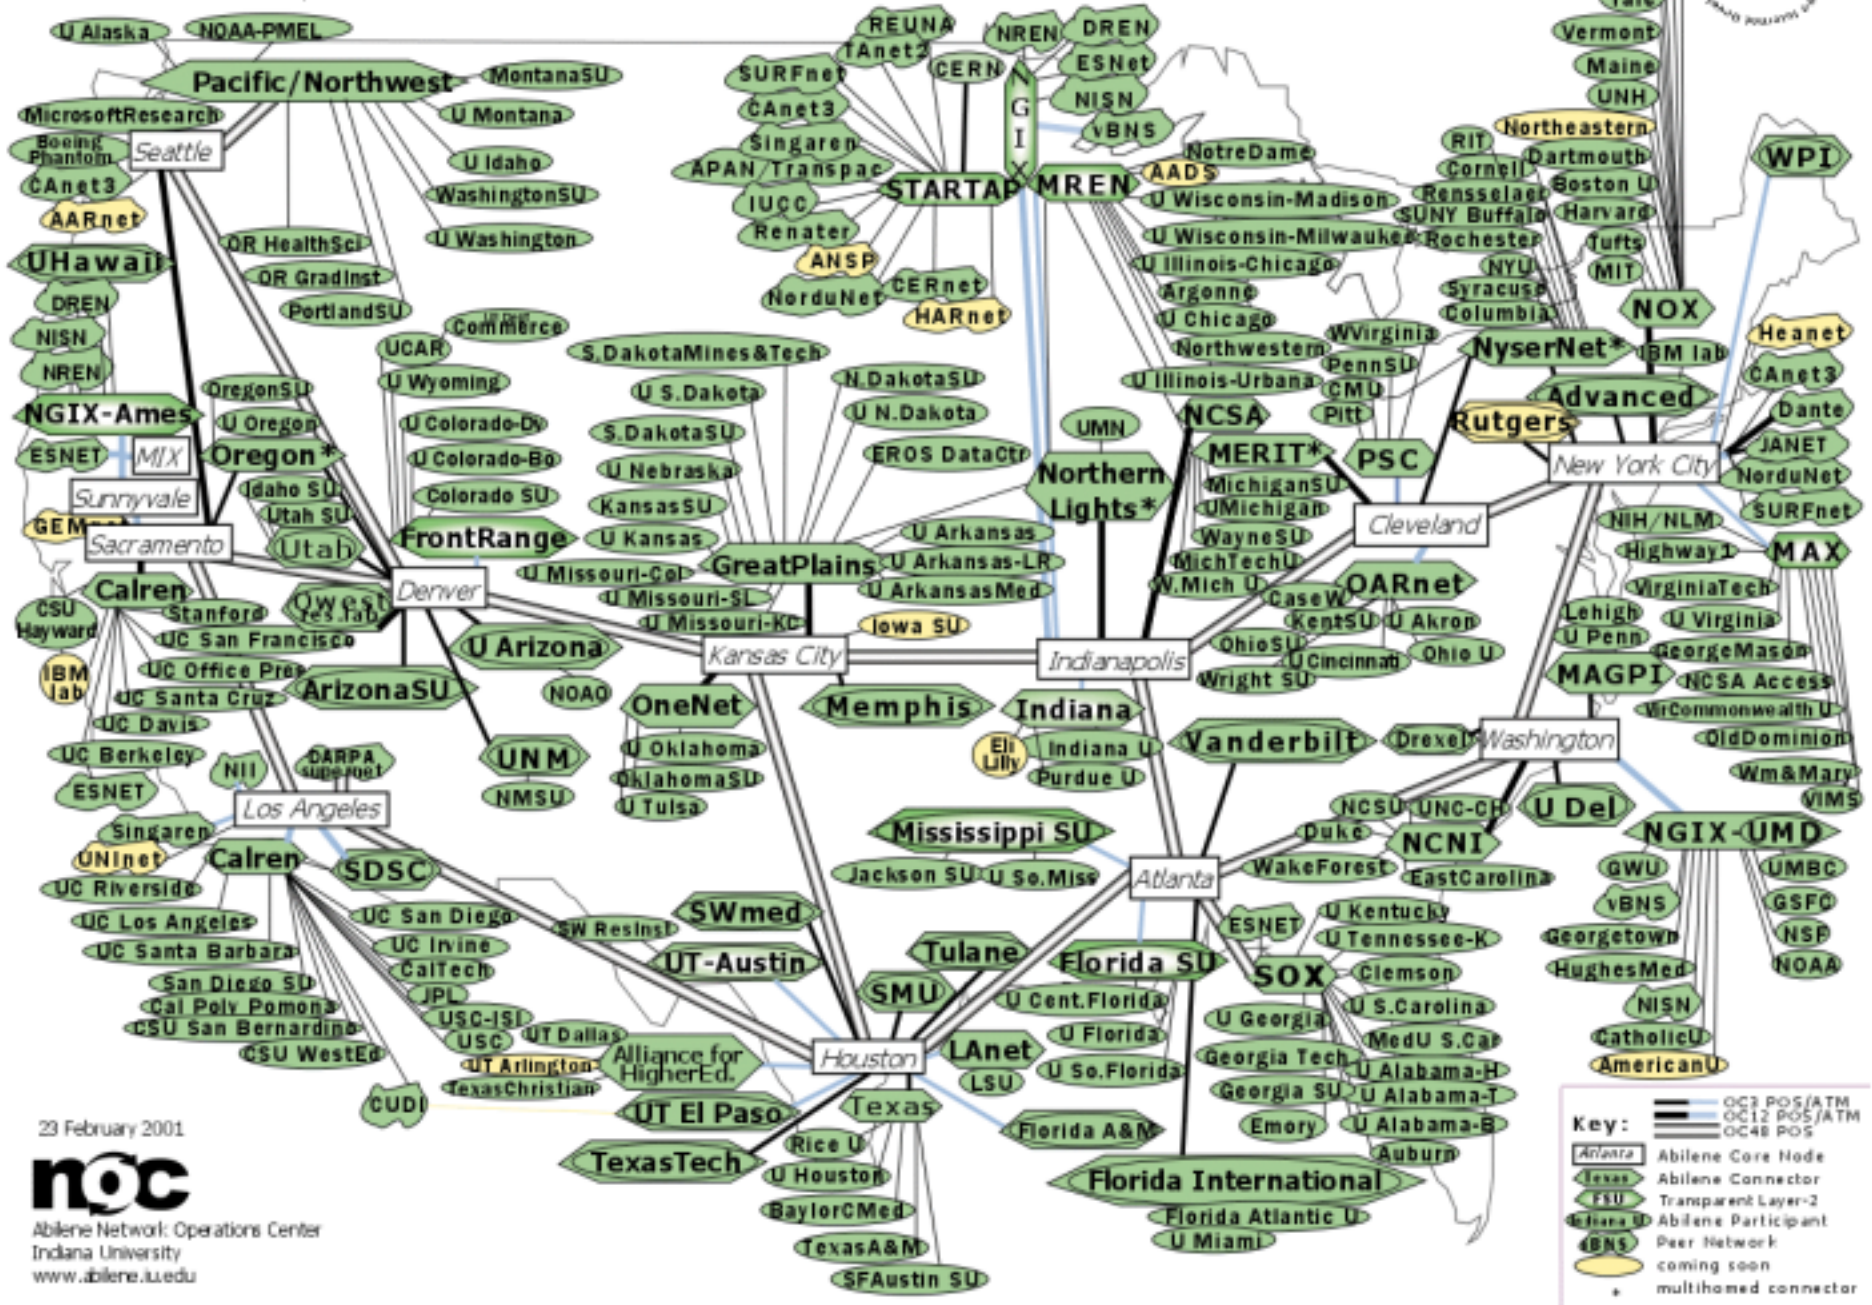 U Alaska
NOAA-PMEL
Pacific/Northwest
MontanaSU
MicrosoftResearch
U Montana
Seattle
Boeing
Phantom
CAnet3
U Idaho
WashingtonSU
AARnet
U Washington
OR HealthSci
UHawaii
OR GradInst
PortlandSU
DREN
NISN
NREN
NGIX-Ames
ESNET
MIX
Sunnyvale
Sacramento
OregonSU
U Oregon
Oregon *
Idaho SU
Utah SU
Utah
Qwest
res.lab
UCAR
Commerce
U Wyoming
U Colorado-Dv
U Colorado-Bo
Colorado SU
FrontRange
Denver
Calren
CSU
Hayward
Stanford
UC San Francisco
IBM
lab
UC Office Pres
UC Santa Cruz
UC Davis
UC Berkeley
ESNET
ArizonaSU
U Arizona
NOAO
UNM
NMSU
NII
DARPA
supernet
Los Angeles
Singaren
UNInet
Calren
SDSC
UC Riverside
UC Los Angeles
UC Santa Barbara
San Diego SU
Cal Poly Pomona
CSU San Bernardino
CSU WestEd
UC San Diego
UC Irvine
CalTech
JPL
USC-ISI
USC
CUDI
REUNA
TAnet2
SURFnet
CERN
CAnet3
Singaren
APAN/Transpac
STARTAP
IUCC
Renater
ANSP
NorduNet
CERnet
HARnet
NREN
DREN
ESNet
NISN
vBNS
NGIX
MREN
AADS
NotreDame
U Wisconsin-Madison
U Wisconsin-Milwaukee
U Illinois-Chicago
Argonne
U Chicago
Northwestern
U Illinois-Urbana
NCSA
S.DakotaMines&Tech
U S.Dakota
N.DakotaSU
U N.Dakota
S.DakotaSU
EROS DataCtr
U Nebraska
KansasSU
U Kansas
GreatPlains
U Arkansas
U Arkansas-LR
U ArkansasMed
U Missouri-Col
U Missouri-SL
U Missouri-KC
Iowa SU
Kansas City
OneNet
U Oklahoma
OklahomaSU
U Tulsa
Memphis
UMN
Northern
Lights*
Indianapolis
Indiana
Eli
Lilly
Indiana U
Purdue U
MERIT*
MichiganSU
UMichigan
WayneSU
MichTechU
W.Mich U
WVirginia
PennSU
CMU
Pitt
PSC
Cleveland
OARnet
CaseW
KentSU
U Akron
OhioSU
U Cincinnati
Ohio U
Wright SU
Yale
Vermont
Maine
UNH
Northeastern
Dartmouth
Boston U
Harvard
Tufts
MIT
NOX
RIT
Cornell
Rensselaer
SUNY Buffalo
Rochester
NYU
Syracuse
Columbia
NyserNet*
IBM lab
Advanced
Rutgers
New York City
WPI
Heanet
CAnet3
Dante
JANET
NorduNet
SURFnet
NIH/NLM
Highway1
MAX
VirginiaTech
U Virginia
GeorgeMason
NCSA Access
VirCommonwealth U
OldDominion
Wm&Mary
VIMS
Lehigh
U Penn
MAGPI
Drexel
Washington
U Del
NGIX-UMD
GWU
UMBC
vBNS
GSFC
Georgetown
NSF
HughesMed
NOAA
NISN
CatholicU
AmericanU
Vanderbilt
NCSU
UNC-CH
Duke
NCNI
WakeForest
EastCarolina
Atlanta
Mississippi SU
Jackson SU
U So.Miss
Florida SU
U Cent.Florida
U Florida
U So.Florida
ESNET
SOX
U Kentucky
U Tennessee-K
Clemson
U S.Carolina
MedU S.Car
U Georgia
Georgia Tech
Georgia SU
Emory
U Alabama-H
U Alabama-T
U Alabama-B
Auburn
Florida International
Florida Atlantic U
U Miami
Florida A&M
SW ResInst
SWmed
UT-Austin
Tulane
SMU
Houston
LAnet
LSU
UT Dallas
UT Arlington
TexasChristian
Alliance for
HigherEd.
UT El Paso
TexasTech
Texas
Rice U
U Houston
BaylorCMed
TexasA&M
SFAustin SU
23 February 2001
noc
Abilene Network Operations Center
Indiana University
www.abilene.iu.edu
Key:
OC3 POS/ATM
OC12 POS/ATM
OC48 POS
Atlanta Abilene Core Node
Texas Abilene Connector
FSU Transparent Layer-2
Indiana U Abilene Participant
vBNS Peer Network
coming soon
* multihomed connector